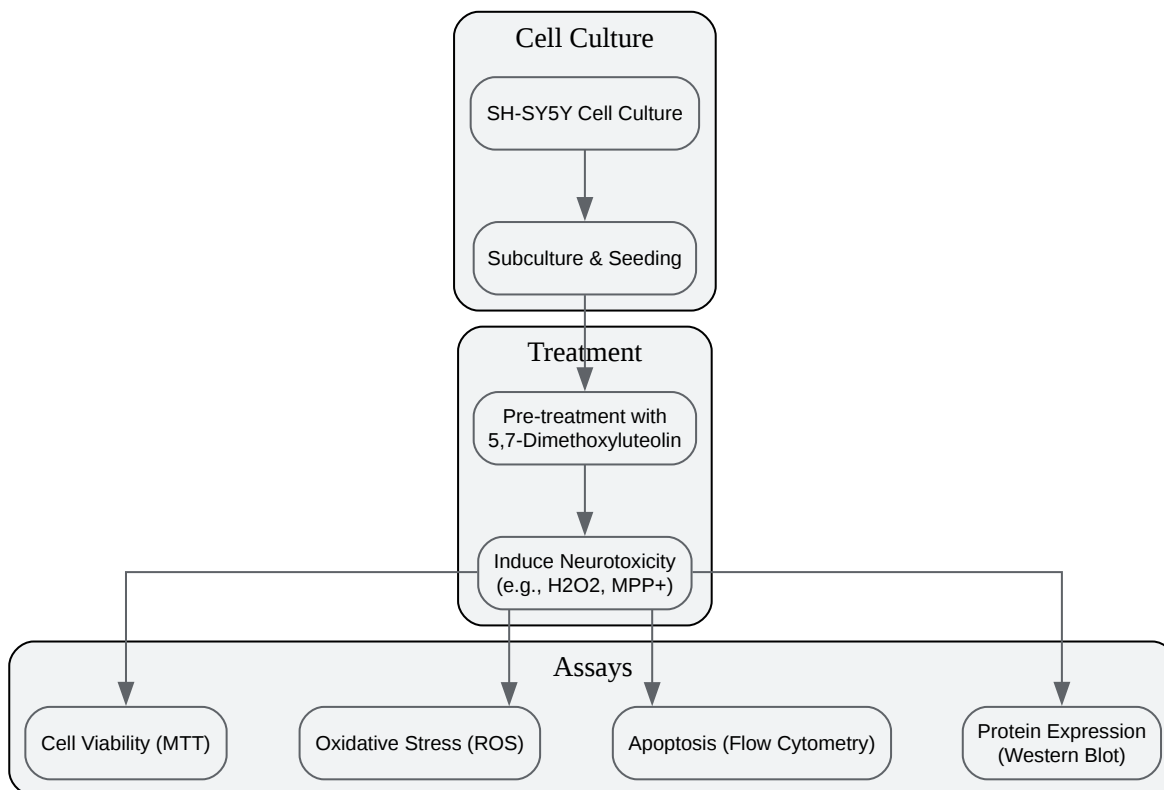 Cell Culture
SH-SY5Y Cell Culture
Subculture & Seeding
Treatment
Pre-treatment with
5,7-Dimethoxyluteolin
Induce Neurotoxicity
(e.g., H2O2, MPP+)
Assays
Cell Viability (MTT)
Oxidative Stress (ROS)
Apoptosis (Flow Cytometry)
Protein Expression
(Western Blot)